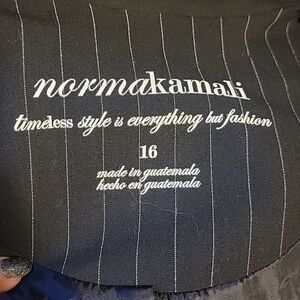 normakamali
timeless style is everything but fashion
16
made in guatemala
hecho en guatemala